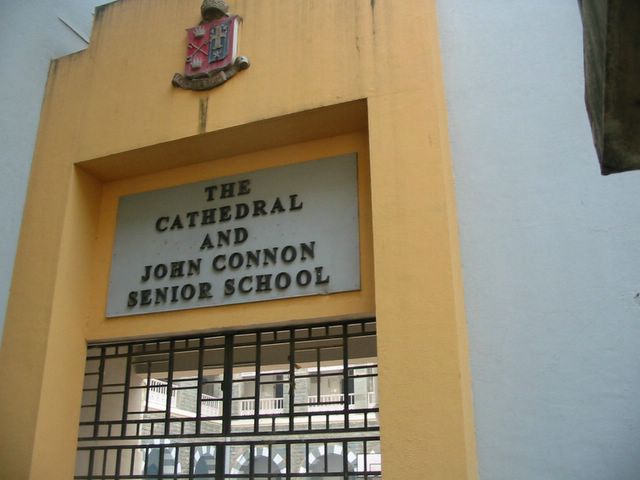 THE
CATHEDRAL
AND
JOHN CONNON
SENIOR SCHOOL